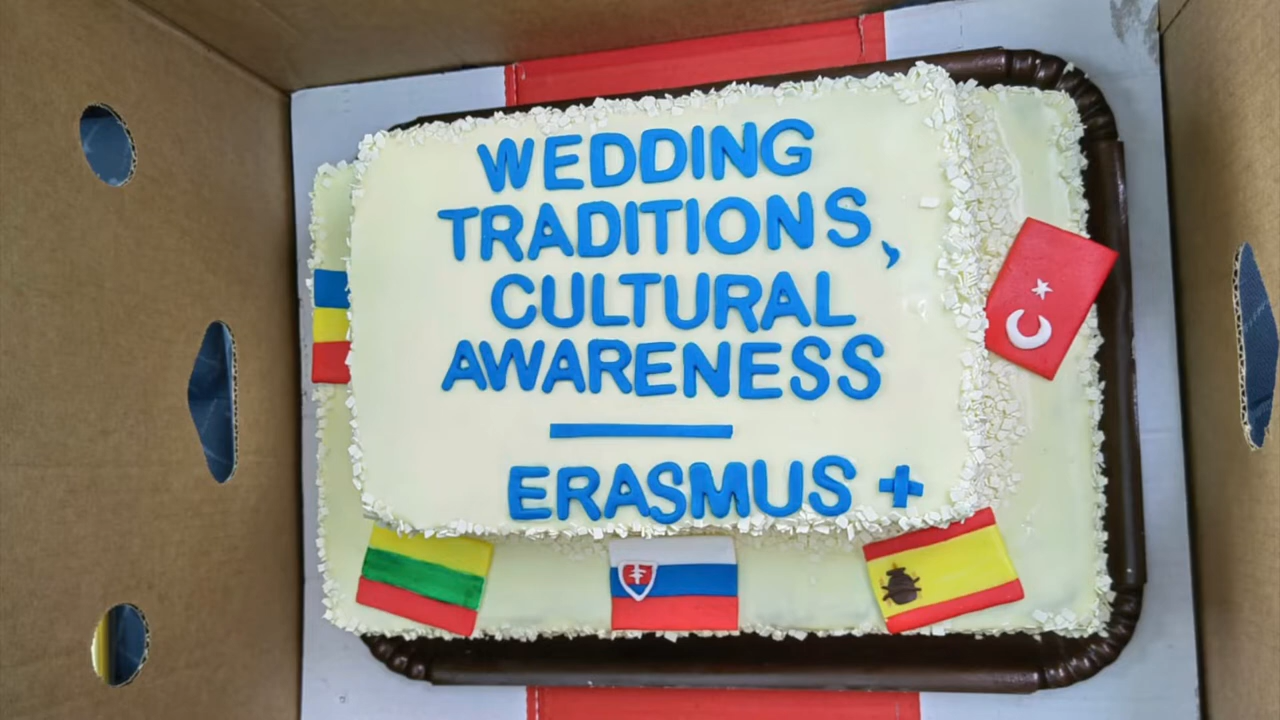 WEDDING
TRADITIONS,
CULTURAL
AWARENESS
ERASMUS +